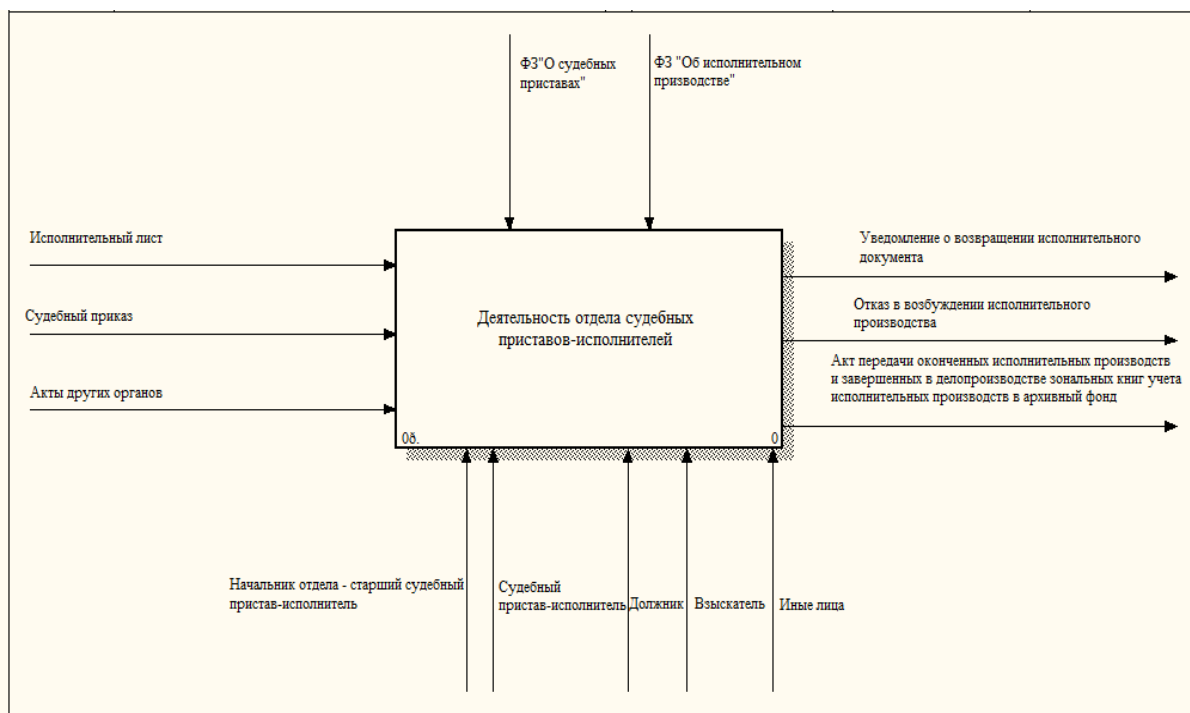 ФЗ"О судебных
приставах"
ФЗ "Об исполнительном
призводстве"
Исполнительный лист
Судебный приказ
Акты других органов
Деятельность отдела судебных
приставов-исполнителей
0ð.
0
Уведомление о возвращении исполнительного
документа
Отказ в возбуждении исполнительного
производства
Акт передачи оконченных исполнительных производств
и завершенных в делопроизводстве зональных книг учета
исполнительных производств в архивный фонд
Начальник отдела - старший судебный
пристав-исполнитель
Судебный
пристав-исполнитель
Должник
Взыскатель
Иные лица